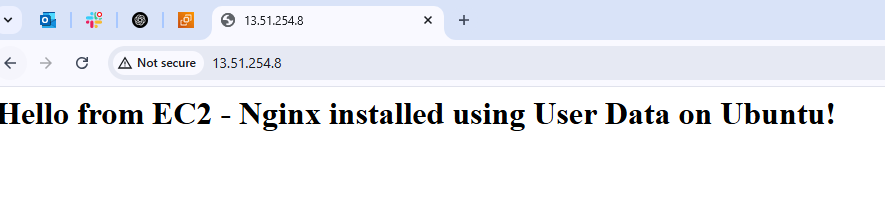 13.51.254.8
Not secure
13.51.254.8
Hello from EC2 - Nginx installed using User Data on Ubuntu!